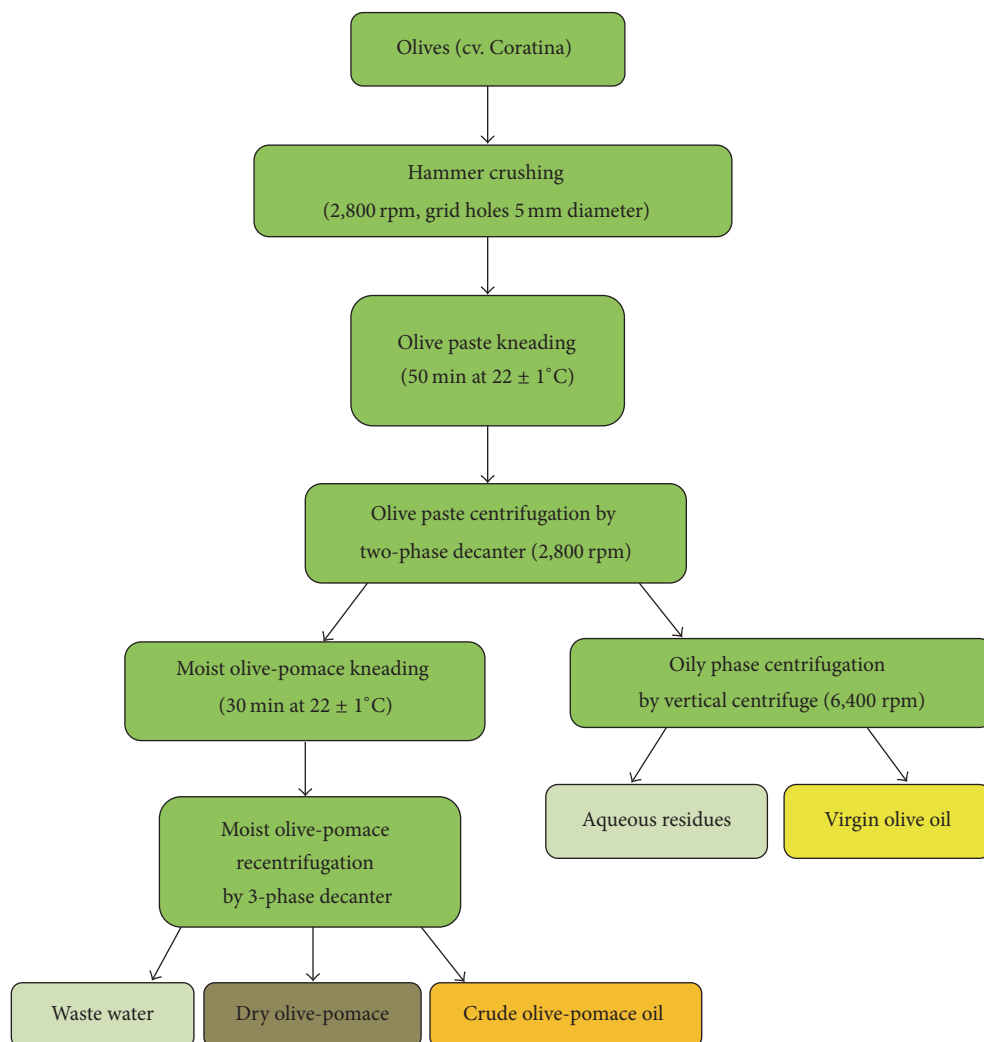 Olives (cv. Coratina)
Hammer crushing
(2,800 rpm, grid holes 5 mm diameter)
Olive paste kneading
(50 min at 22 ± 1°C)
Olive paste centrifugation by
two-phase decanter (2,800 rpm)
Moist olive-pomace kneading
(30 min at 22 ± 1°C)
Oily phase centrifugation
by vertical centrifuge (6,400 rpm)
Moist olive-pomace
recentrifugation
by 3-phase decanter
Aqueous residues
Virgin olive oil
Waste water
Dry olive-pomace
Crude olive-pomace oil